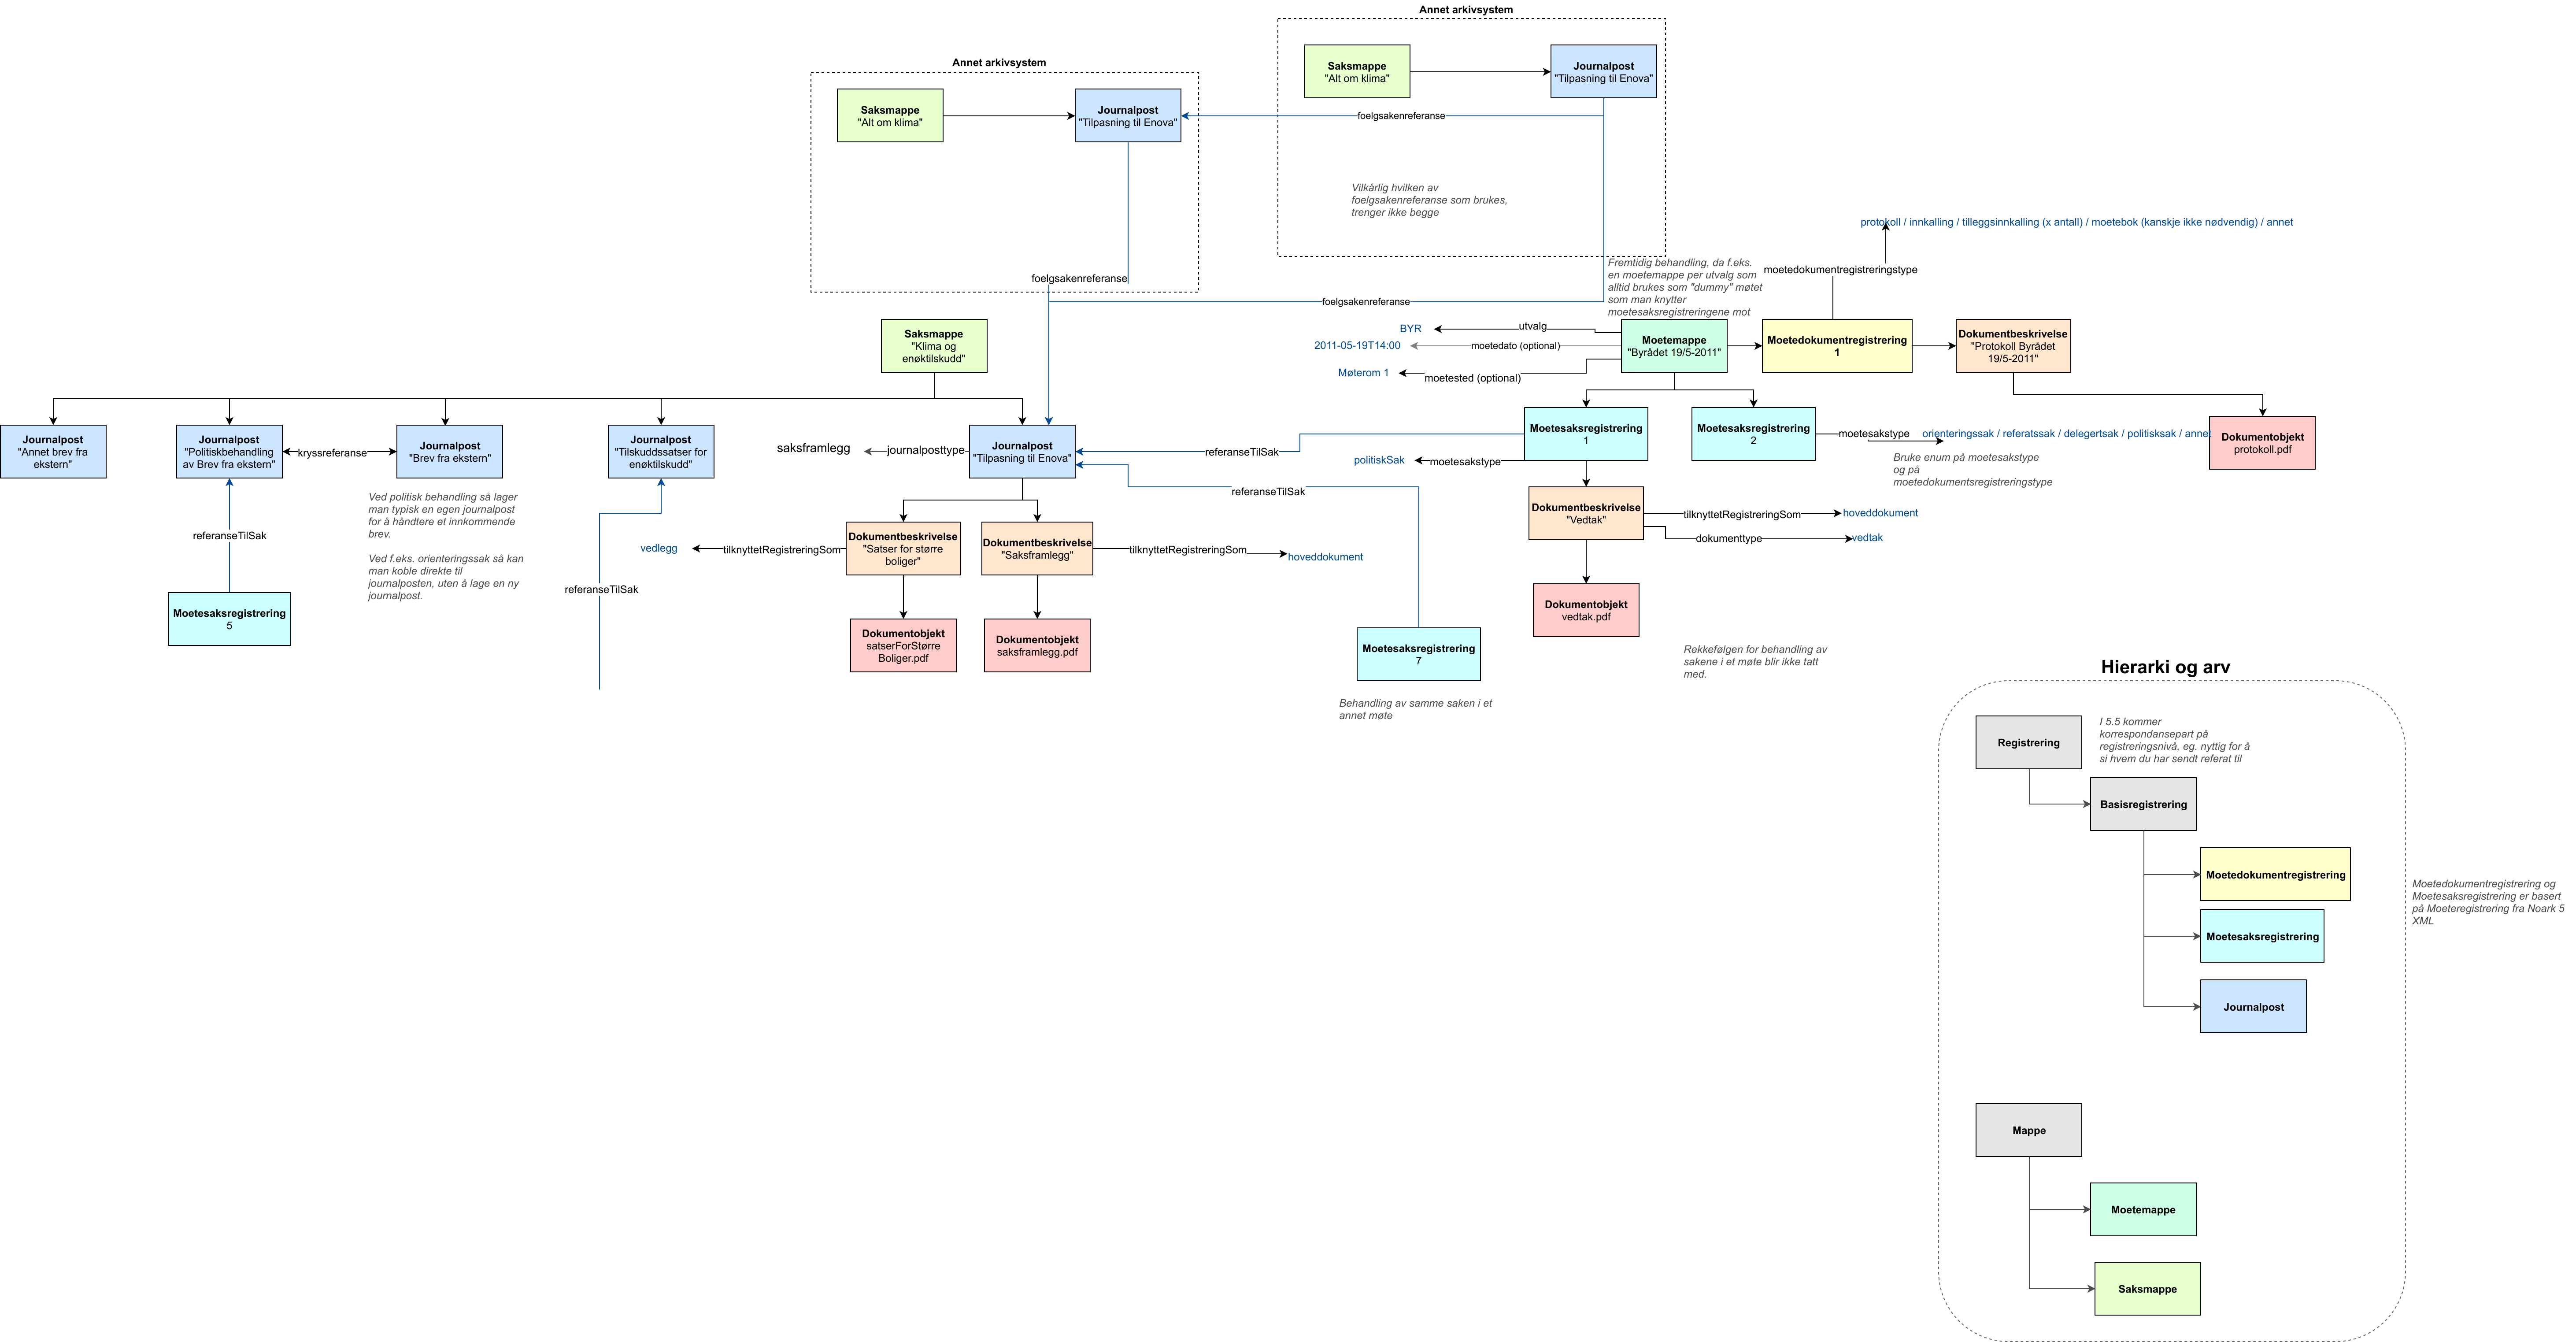 Annet arkivsystem
Saksmappe
"Alt om klima"
Journalpost
"Tilpasning til Enova"
Annet arkivsystem
Saksmappe
"Alt om klima"
Journalpost
"Tilpasning til Enova"
foelgsakenreferanse
Vilkårlig hvilken av
foelgsakenreferanse som brukes,
trenger ikke begge
protokoll / innkalling / tilleggsinnkalling (x antall) / moetebok (kanskje ikke nødvendig) / annet
moetedokumentregistreringstype
Fremtidig behandling, da f.eks.
en moetemappe per utvalg som
alltid brukes som "dummy" møtet
som man knytter
moetesaksregistreringene mot
foelgsakenreferanse
foelgsakenreferanse
Saksmappe
"Klima og
enøktilskudd"
BYR
utvalg
2011-05-19T14:00
moetedato (optional)
Møterom 1
moetested (optional)
Moetemappe
"Byrådet 19/5-2011"
Moetedokumentregistrering
1
Dokumentbeskrivelse
"Protokoll Byrådet
19/5-2011"
Journalpost
"Annet brev fra
ekstern"
Journalpost
"Politiskbehandling
av Brev fra ekstern"
kryssreferanse
Journalpost
"Brev fra ekstern"
Journalpost
"Tilskuddssatser for
enøktilskudd"
saksframlegg
journalposttype
Journalpost
"Tilpasning til Enova"
referanseTilSak
Moetesaksregistrering
1
politiskSak
moetesakstype
Moetesaksregistrering
2
moetesakstype
orienteringssak / referatssak / delegertsak / politisksak / annet
Dokumentobjekt
protokoll.pdf
Bruke enum på moetesakstype
og på
moetedokumentsregistreringstype
referanseTilSak
Ved politisk behandling så lager
man typisk en egen journalpost
for å håndtere et innkommende
brev.
Ved f.eks. orienteringssak så kan
man koble direkte til
journalposten, uten å lage en ny
journalpost.
referanseTilSak
referanseTilSak
Moetesaksregistrering
5
vedlegg
tilknyttetRegistreringSom
Dokumentbeskrivelse
"Satser for større
boliger"
Dokumentbeskrivelse
"Saksframlegg"
tilknyttetRegistreringSom
hoveddokument
Dokumentbeskrivelse
"Vedtak"
tilknyttetRegistreringSom
hoveddokument
dokumenttype
vedtak
Dokumentobjekt
satserForStørre
Boliger.pdf
Dokumentobjekt
saksframlegg.pdf
Dokumentobjekt
vedtak.pdf
Moetesaksregistrering
7
Behandling av samme saken i et
annet møte
Rekkefølgen for behandling av
sakene i et møte blir ikke tatt
med.
Hierarki og arv
Registrering
I 5.5 kommer
korrespondansepart på
registreringsnivå, eg. nyttig for å
si hvem du har sendt referat til
Basisregistrering
Moetedokumentregistrering
Moetesaksregistrering
Journalpost
Moetedokumentregistrering og
Moetesaksregistrering er basert
på Moeteregistrering fra Noark 5
XML
Mappe
Moetemappe
Saksmappe